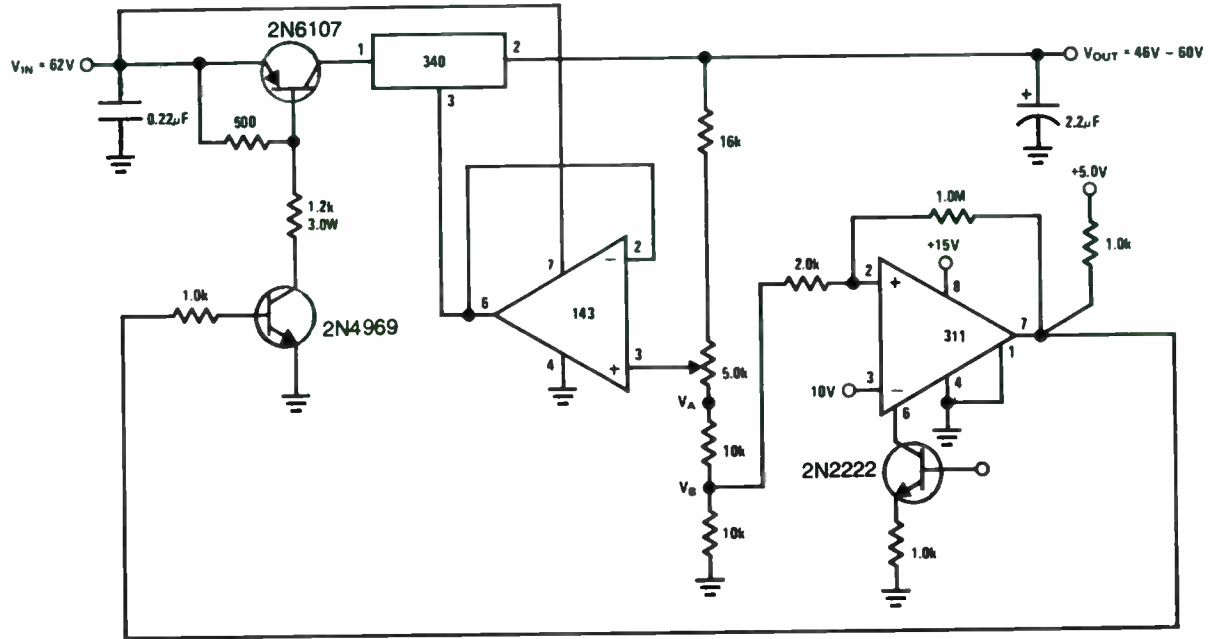 2N6107
V_IN = 62V
1
340
2
3
V_OUT = 46V – 60V
0.22µF
500
16k
+
2.2µF
1.2k
3.0W
+5.0V
1.0M
1.0k
+15V
7
2
−
2.0k
2
+
8
1.0k
6
143
7
2N4969
311
1
4
+
3
5.0k
10V
3
−
4
V_A
6
10k
2N2222
V_B
10k
1.0k